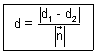 d = |d₁ - d₂| / |n⃗|